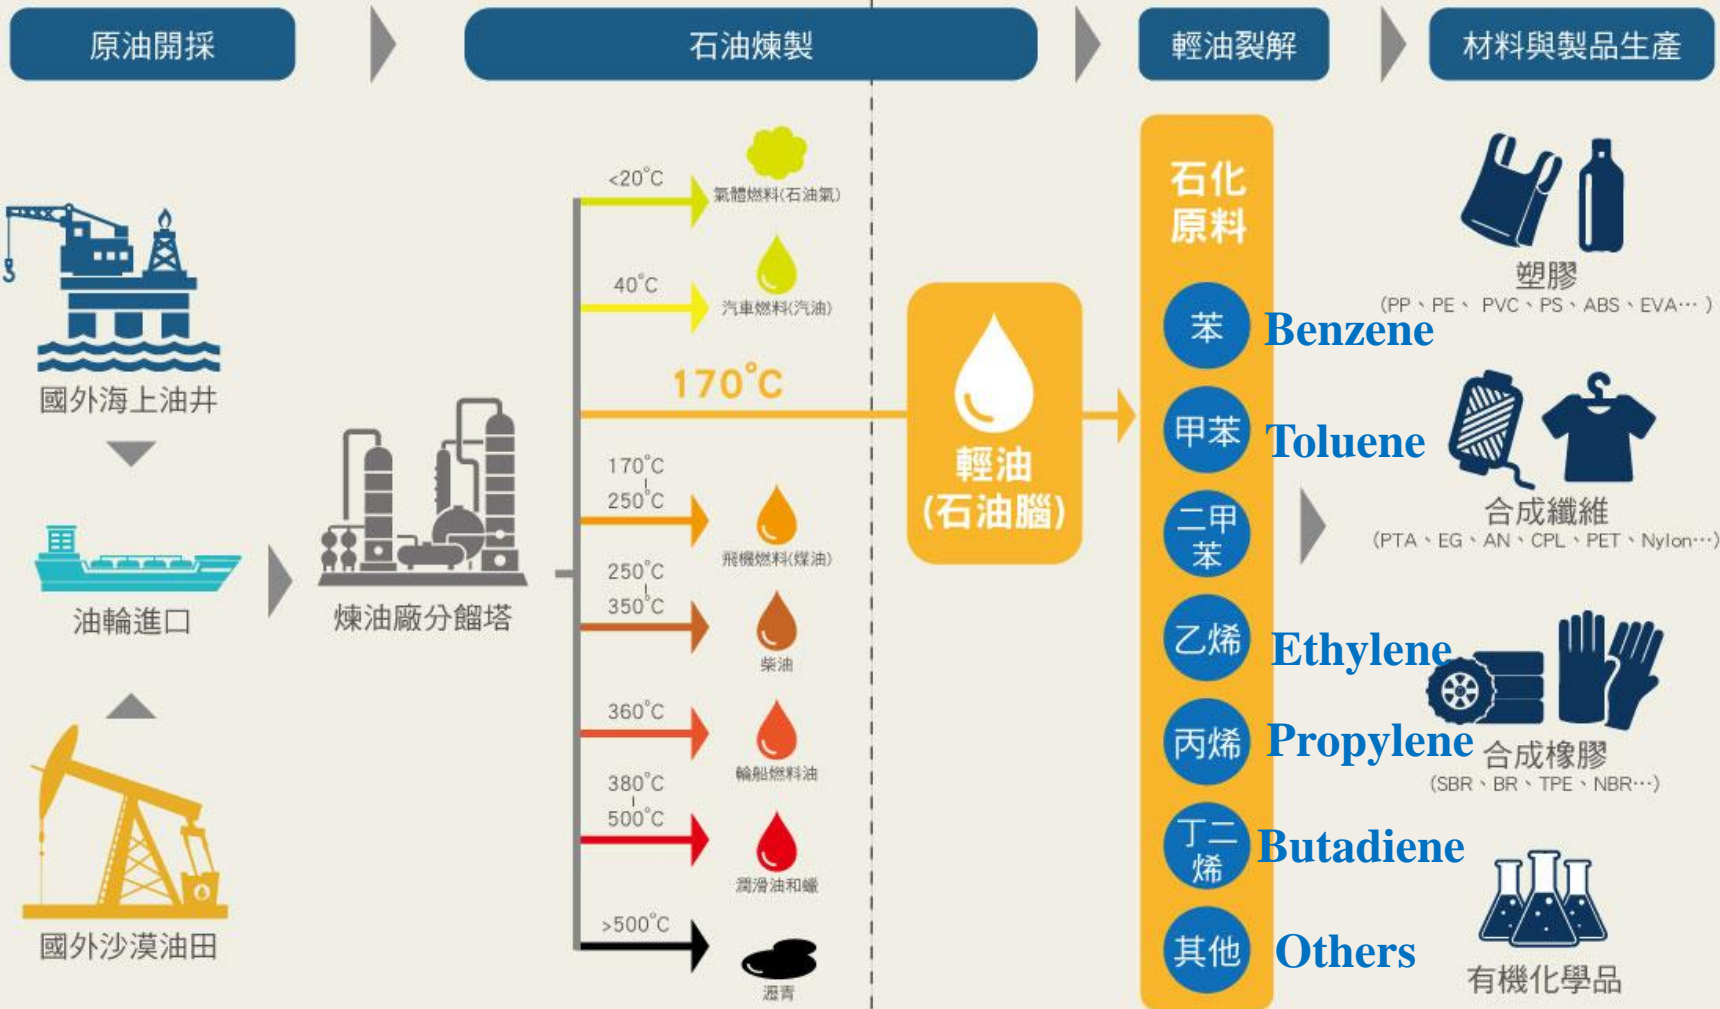 原油開採
石油煉製
輕油裂解
材料與製品生產
國外海上油井
油輪進口
國外沙漠油田
煉油廠分餾塔
<20°C
氣體燃料(石油氣)
40°C
汽車燃料(汽油)
170°C
170°C
250°C
飛機燃料(煤油)
250°C
350°C
柴油
360°C
輪船燃料油
380°C
500°C
潤滑油和蠟
>500°C
瀝青
輕油
(石油腦)
石化
原料
苯 Benzene
甲苯 Toluene
二甲
苯
乙烯 Ethylene
丙烯 Propylene
丁二
烯 Butadiene
其他 Others
塑膠
(PP、PE、 PVC、PS、ABS、EVA… )
合成纖維
(PTA、EG、AN、CPL、PET、Nylon…)
合成橡膠
(SBR、BR、TPE、NBR…)
有機化學品